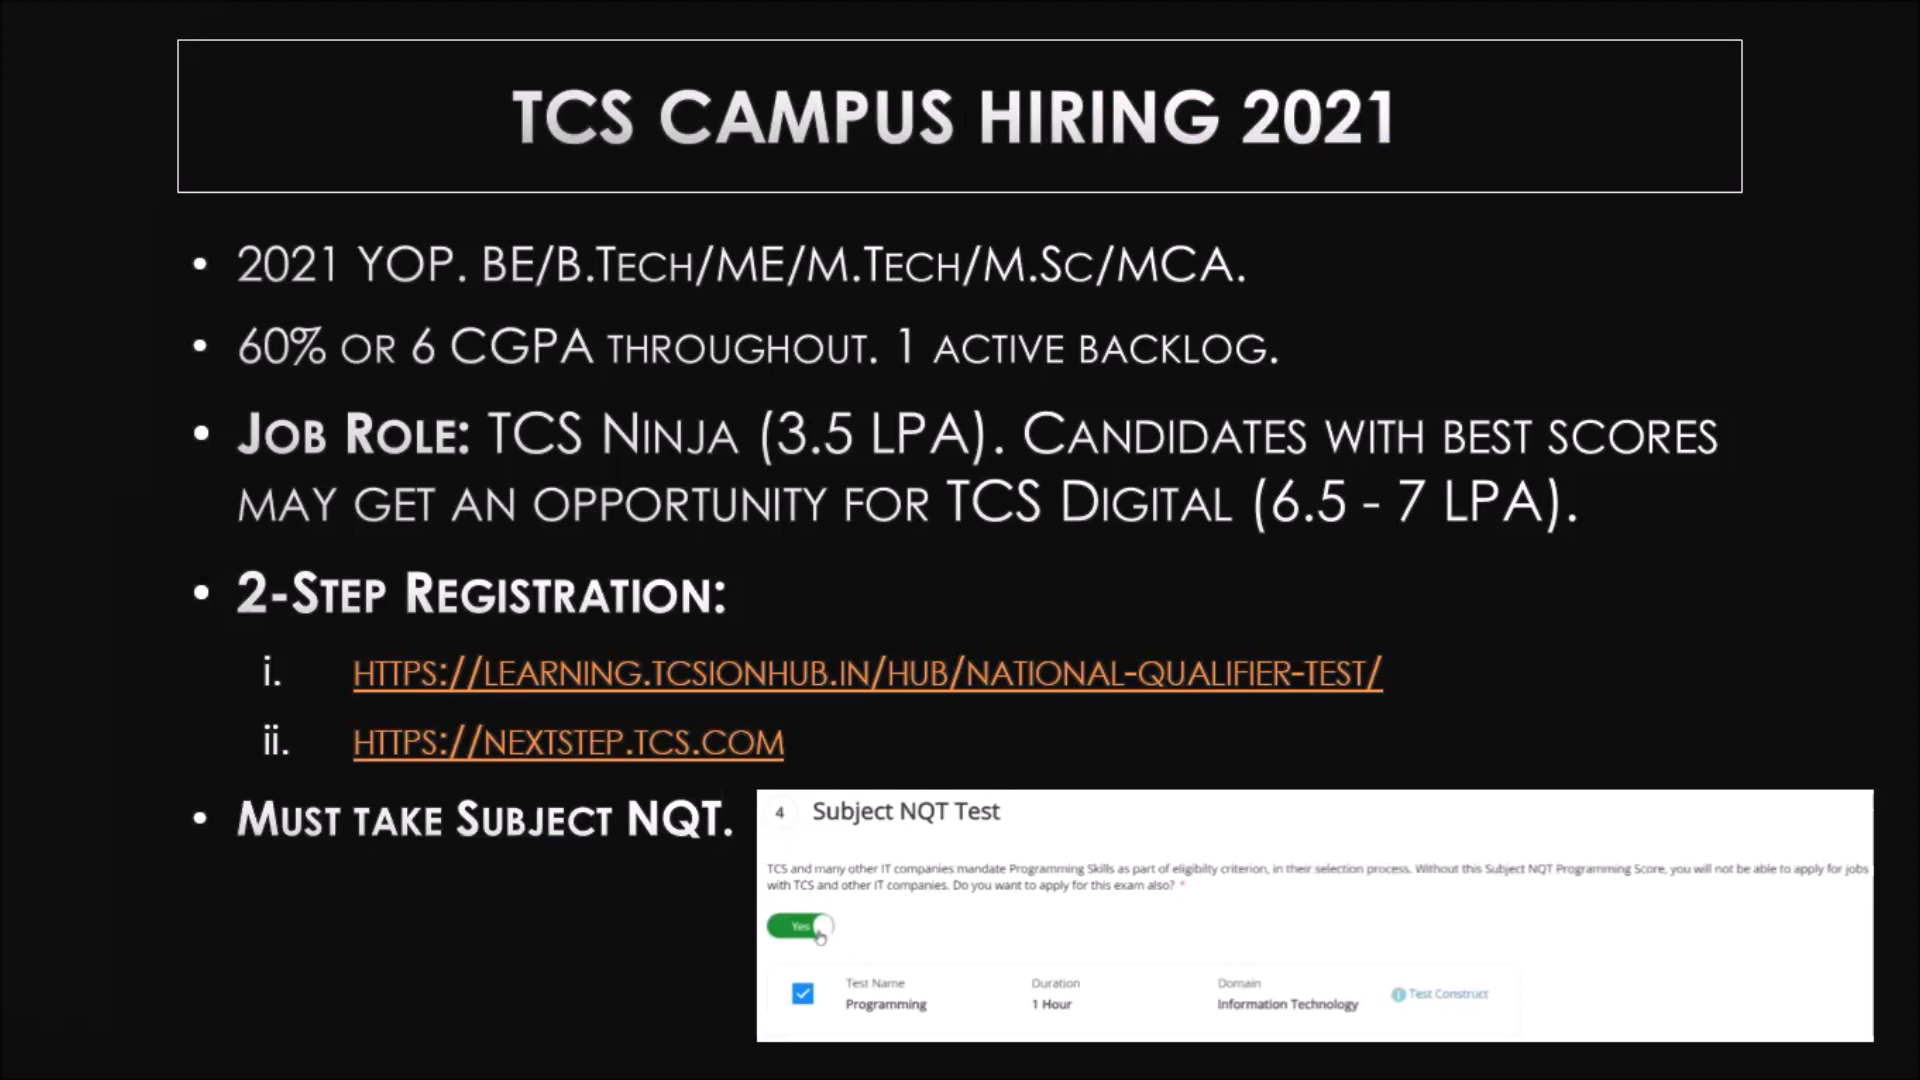 TCS CAMPUS HIRING 2021
• 2021 YOP. BE/B.TECH/ME/M.TECH/M.SC/MCA.
• 60% OR 6 CGPA THROUGHOUT. 1 ACTIVE BACKLOG.
• JOB ROLE: TCS NINJA (3.5 LPA). CANDIDATES WITH BEST SCORES
MAY GET AN OPPORTUNITY FOR TCS DIGITAL (6.5 - 7 LPA).
• 2-STEP REGISTRATION:
i. HTTPS://LEARNING.TCSIONHUB.IN/HUB/NATIONAL-QUALIFIER-TEST/
ii. HTTPS://NEXTSTEP.TCS.COM
• MUST TAKE SUBJECT NQT.
4 Subject NQT Test
TCS and many other IT companies mandate Programming Skills as part of eligibilty criterion, in their selection process. Without this Subject NQT Programming Score, you will not be able to apply for jobs
with TCS and other IT companies. Do you want to apply for this exam also? *
Yes
Test Name Duration Domain
Programming 1 Hour Information Technology
Test Construct